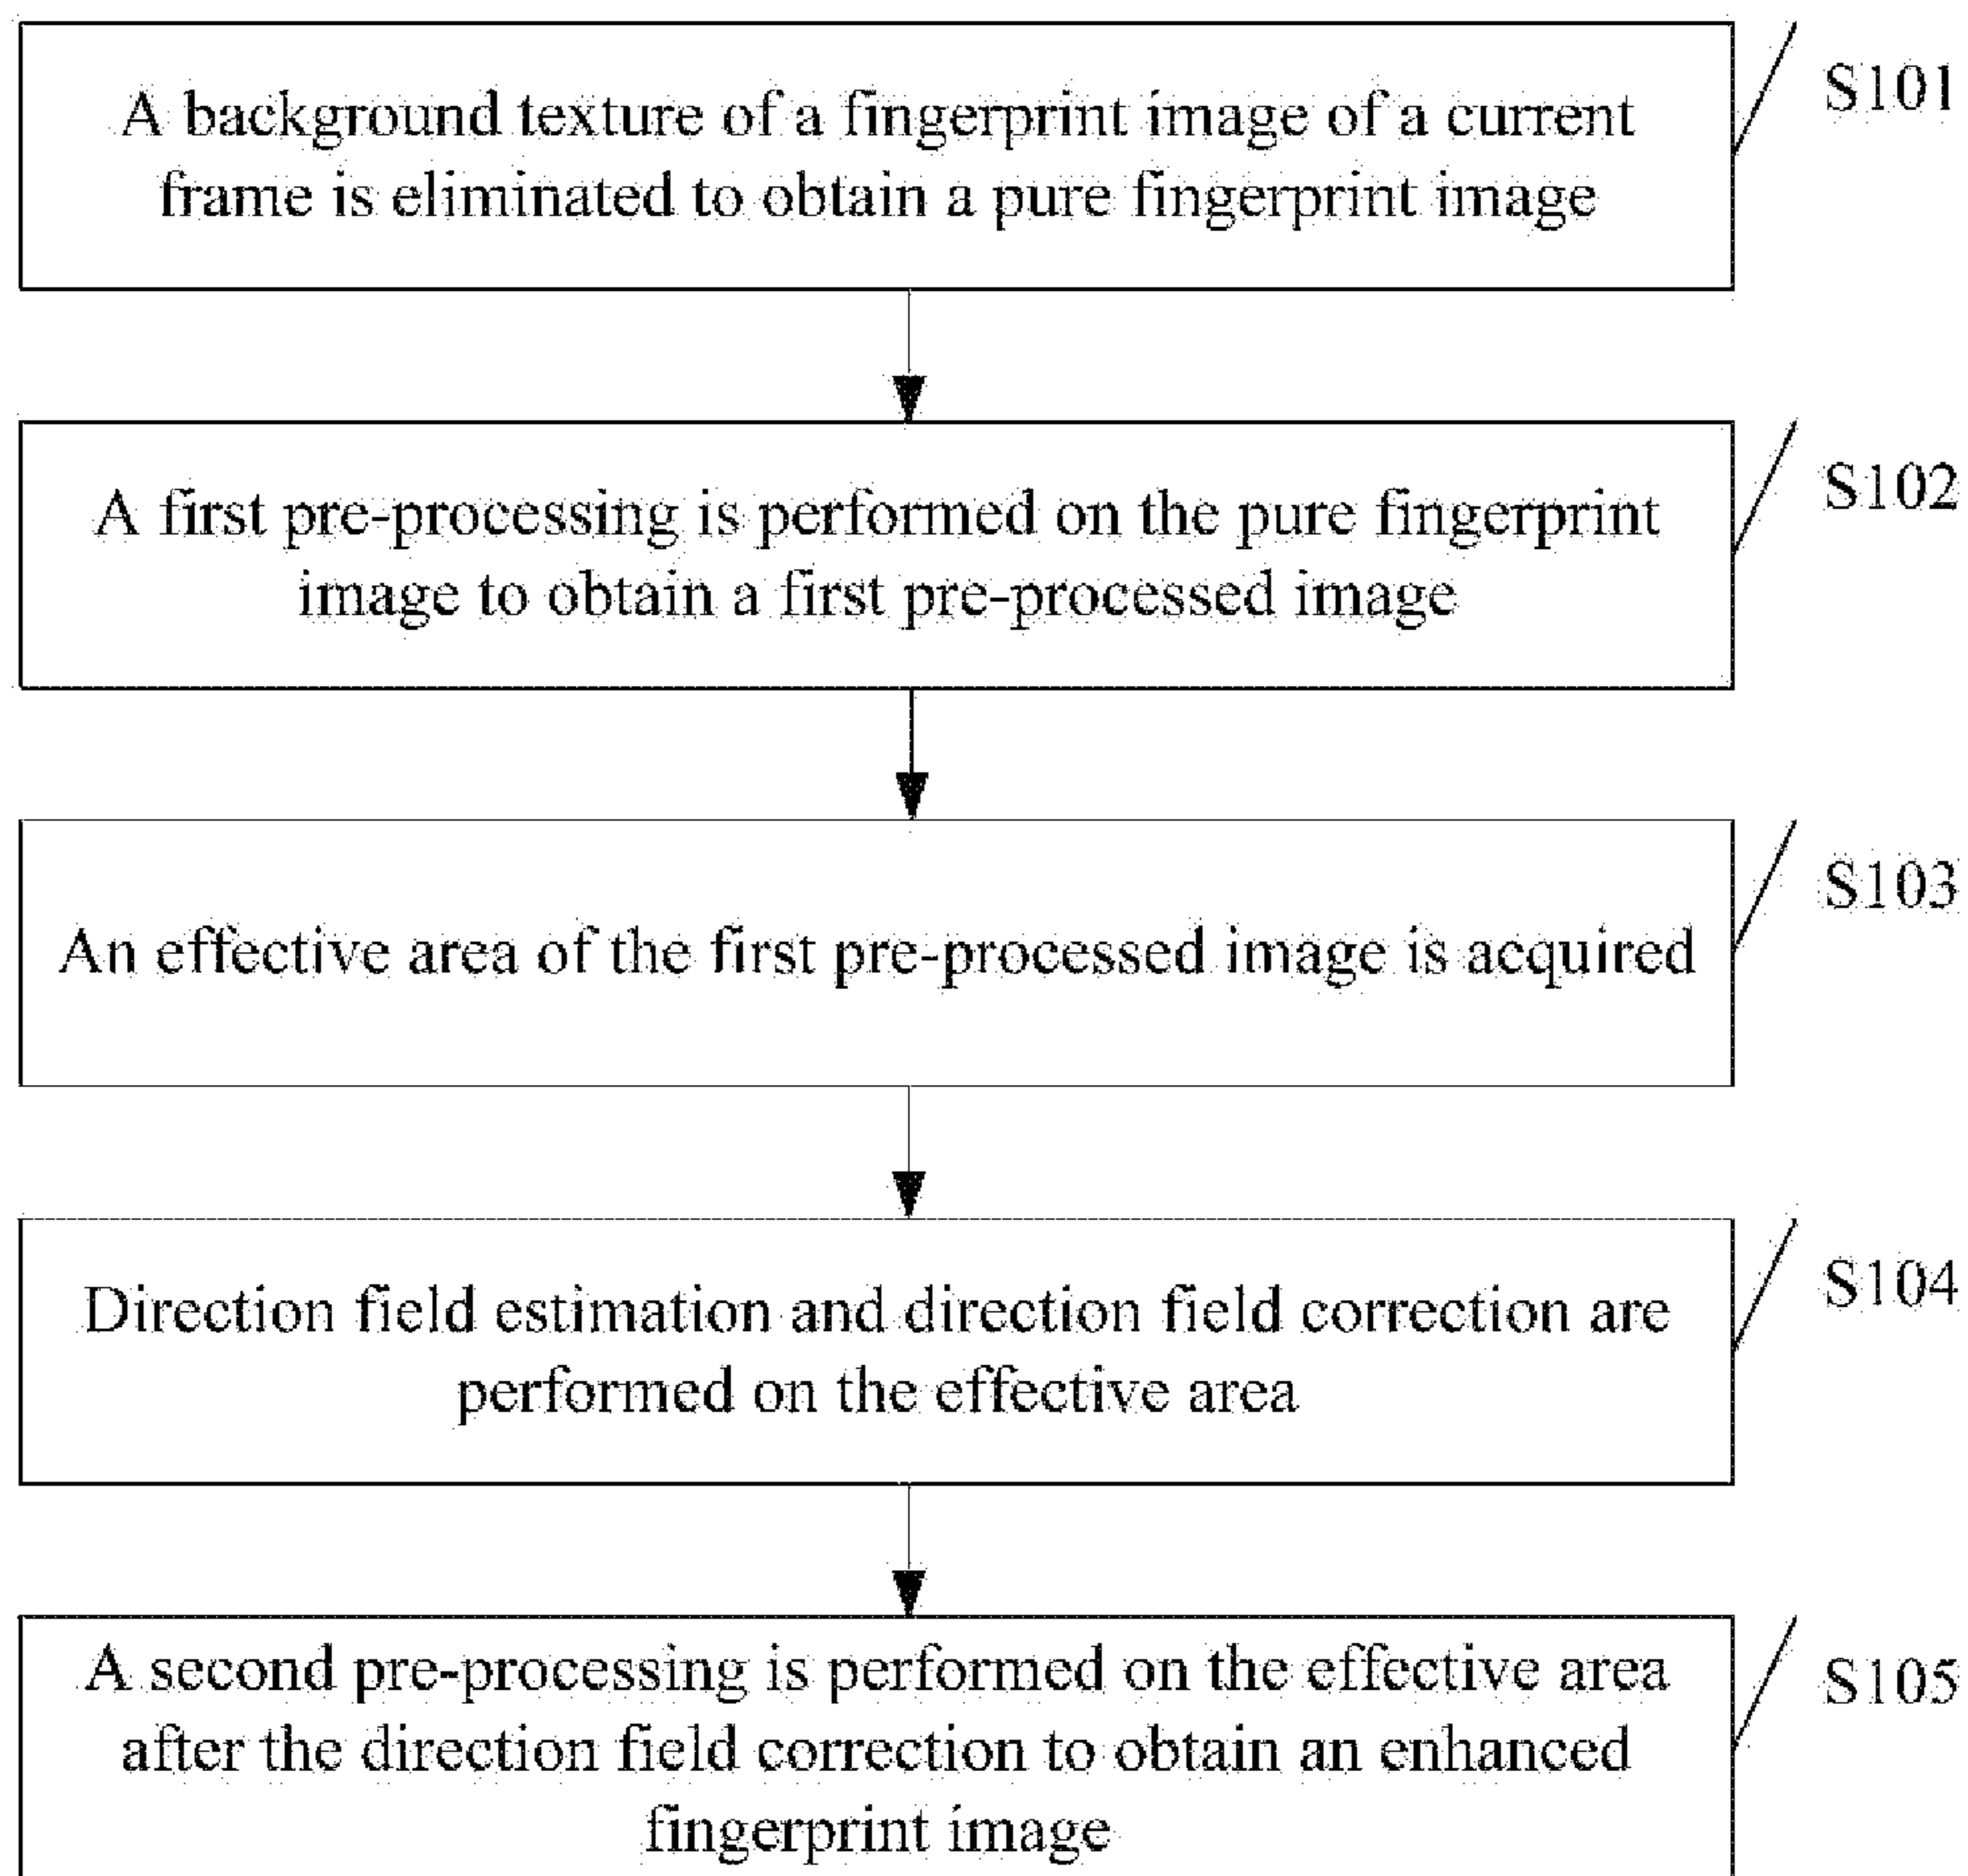 A background texture of a fingerprint image of a current
frame is eliminated to obtain a pure fingerprint image
S101
A first pre-processing is performed on the pure fingerprint
image to obtain a first pre-processed image
S102
An effective area of the first pre-processed image is acquired
S103
Direction field estimation and direction field correction are
performed on the effective area
S104
A second pre-processing is performed on the effective area
after the direction field correction to obtain an enhanced
fingerprint image
S105